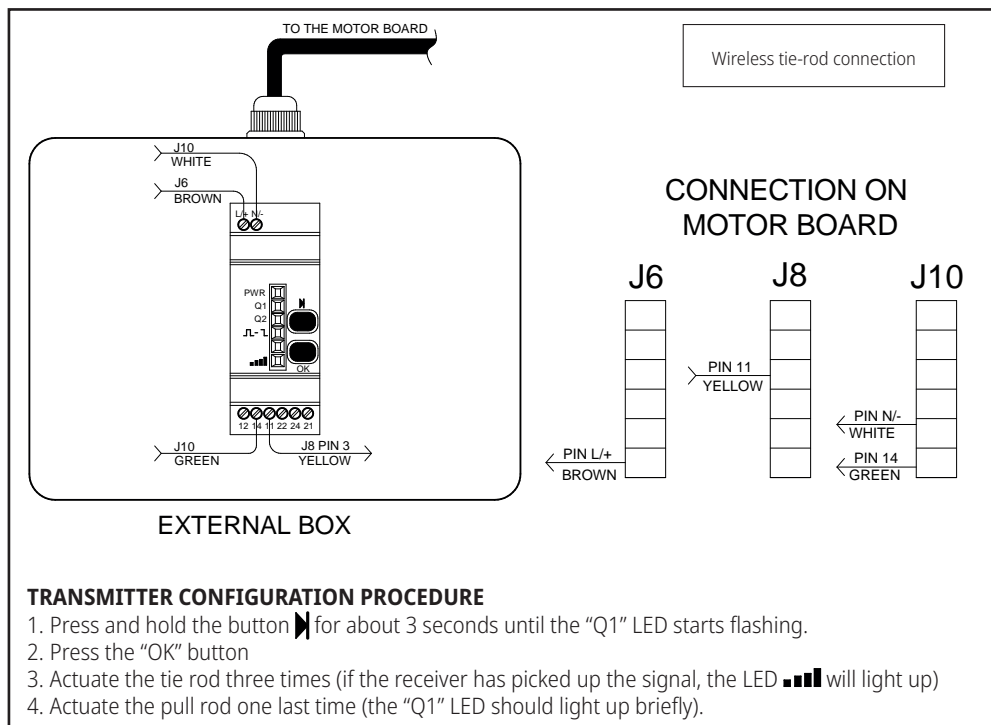 TO THE MOTOR BOARD
Wireless tie-rod connection
J10
WHITE
J6
BROWN
L/+ N/-
PWR
Q1
Q2
OK
12 14 11 22 24 21
J10
GREEN
J8 PIN 3
YELLOW
EXTERNAL BOX
CONNECTION ON
MOTOR BOARD
J6
J8
J10
PIN 11
YELLOW
PIN N/-
WHITE
PIN L/+
BROWN
PIN 14
GREEN
TRANSMITTER CONFIGURATION PROCEDURE
1. Press and hold the button for about 3 seconds until the “Q1” LED starts flashing.
2. Press the “OK” button
3. Actuate the tie rod three times (if the receiver has picked up the signal, the LED will light up)
4. Actuate the pull rod one last time (the “Q1” LED should light up briefly).